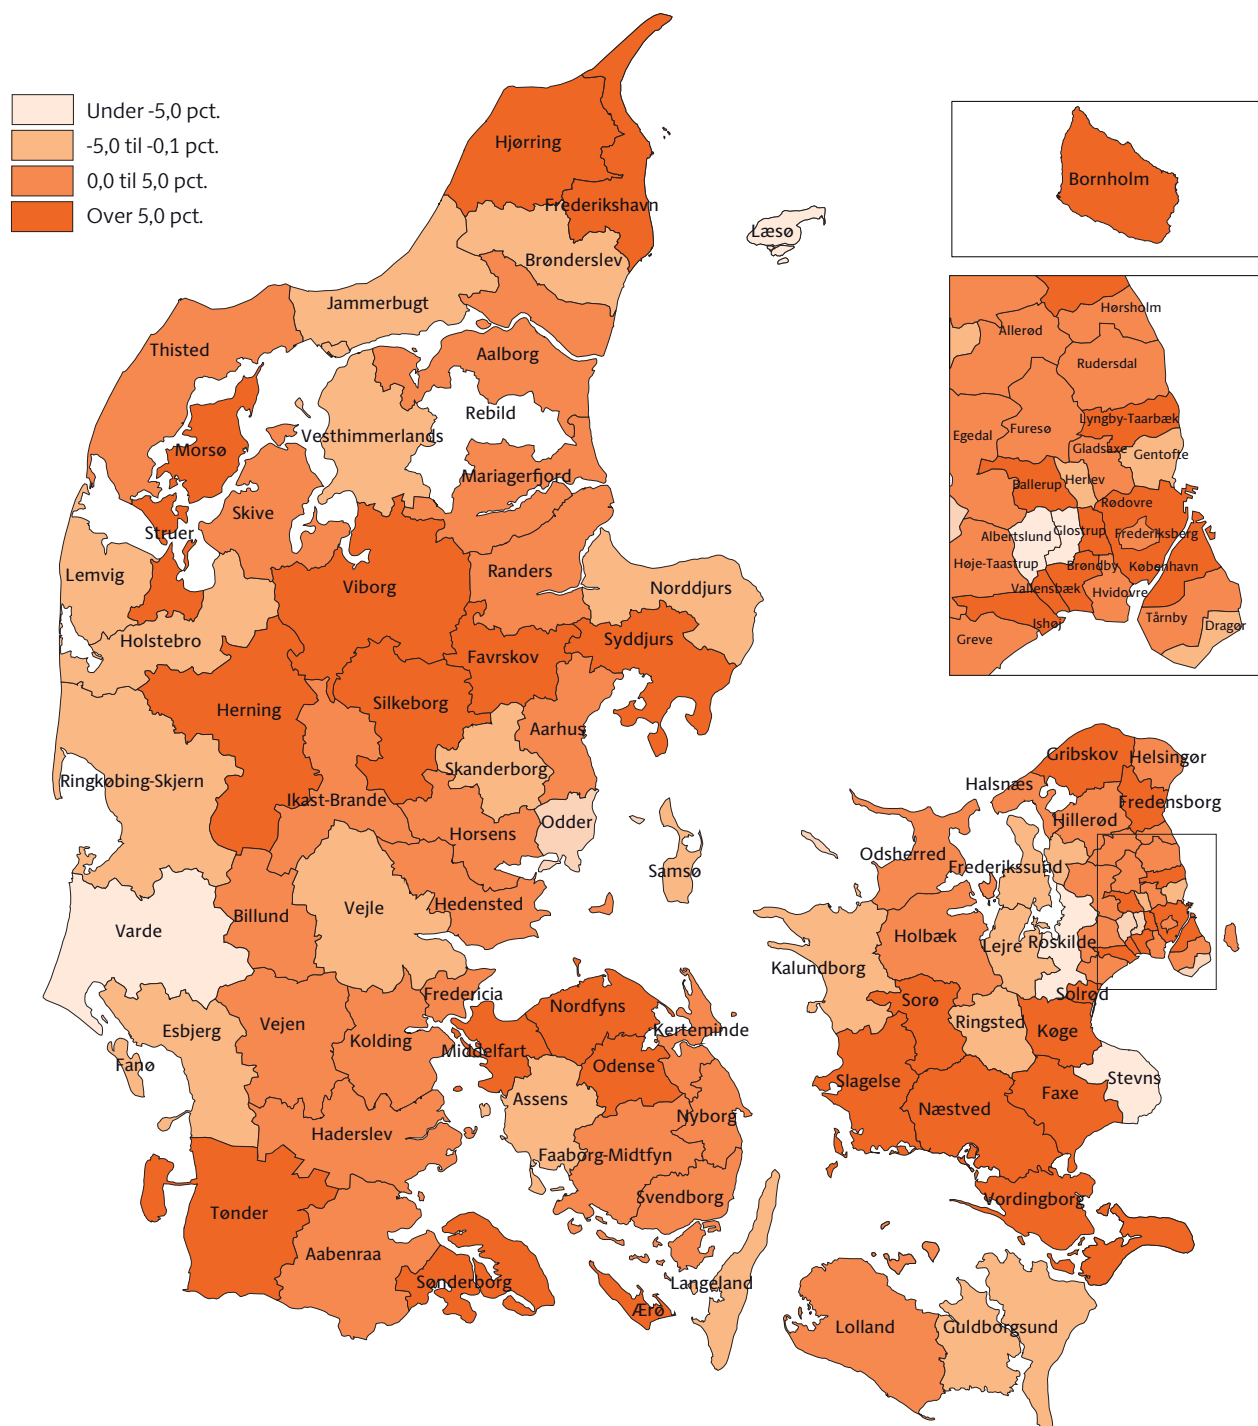 Under -5,0 pct.
-5,0 til -0,1 pct.
0,0 til 5,0 pct.
Over 5,0 pct.
Hjørring
Frederikshavn
Læsø
Brønderslev
Jammerbugt
Thisted
Aalborg
Rebild
Vesthimmerlands
Morsø
Mariagerfjord
Skive
Struer
Lemvig
Viborg
Randers
Norddjurs
Holstebro
Syddjurs
Favrskov
Herning
Silkeborg
Aarhus
Skanderborg
Ringkøbing-Skjern
Ikast-Brande
Horsens
Odder
Samsø
Hedensted
Vejle
Billund
Varde
Fredericia
Esbjerg
Vejen
Kolding
Fanø
Nordfyns
Kerteminde
Middelfart
Odense
Assens
Nyborg
Haderslev
Faaborg-Midtfyn
Svendborg
Tønder
Aabenraa
Sønderborg
Langeland
Ærø
Bornholm
Hørsholm
Allerød
Rudersdal
Lyngby-Taarbæk
Egedal
Furesø
Gladsaxe
Gentofte
Ballerup
Herlev
Rødovre
Albertslund
Glostrup
Frederiksberg
Høje-Taastrup
Brøndby
København
Vallensbæk
Hvidovre
Ishøj
Tårnby
Dragør
Greve
Gribskov
Helsingør
Halsnæs
Fredensborg
Hillerød
Odsherred
Frederikssund
Holbæk
Lejre
Roskilde
Kalundborg
Solrød
Sorø
Ringsted
Køge
Stevns
Slagelse
Næstved
Faxe
Vordingborg
Lolland
Guldborgsund